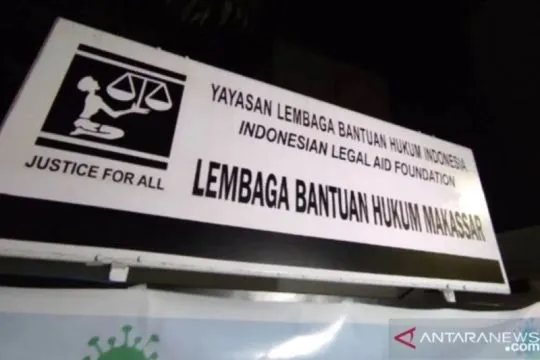 YAYASAN LEMBAGA BANTUAN HUKUM INDONESIA
INDONESIAN LEGAL AID FOUNDATION
JUSTICE FOR ALL
LEMBAGA BANTUAN HUKUM MAKASSAR
ANTARANEWS
.com